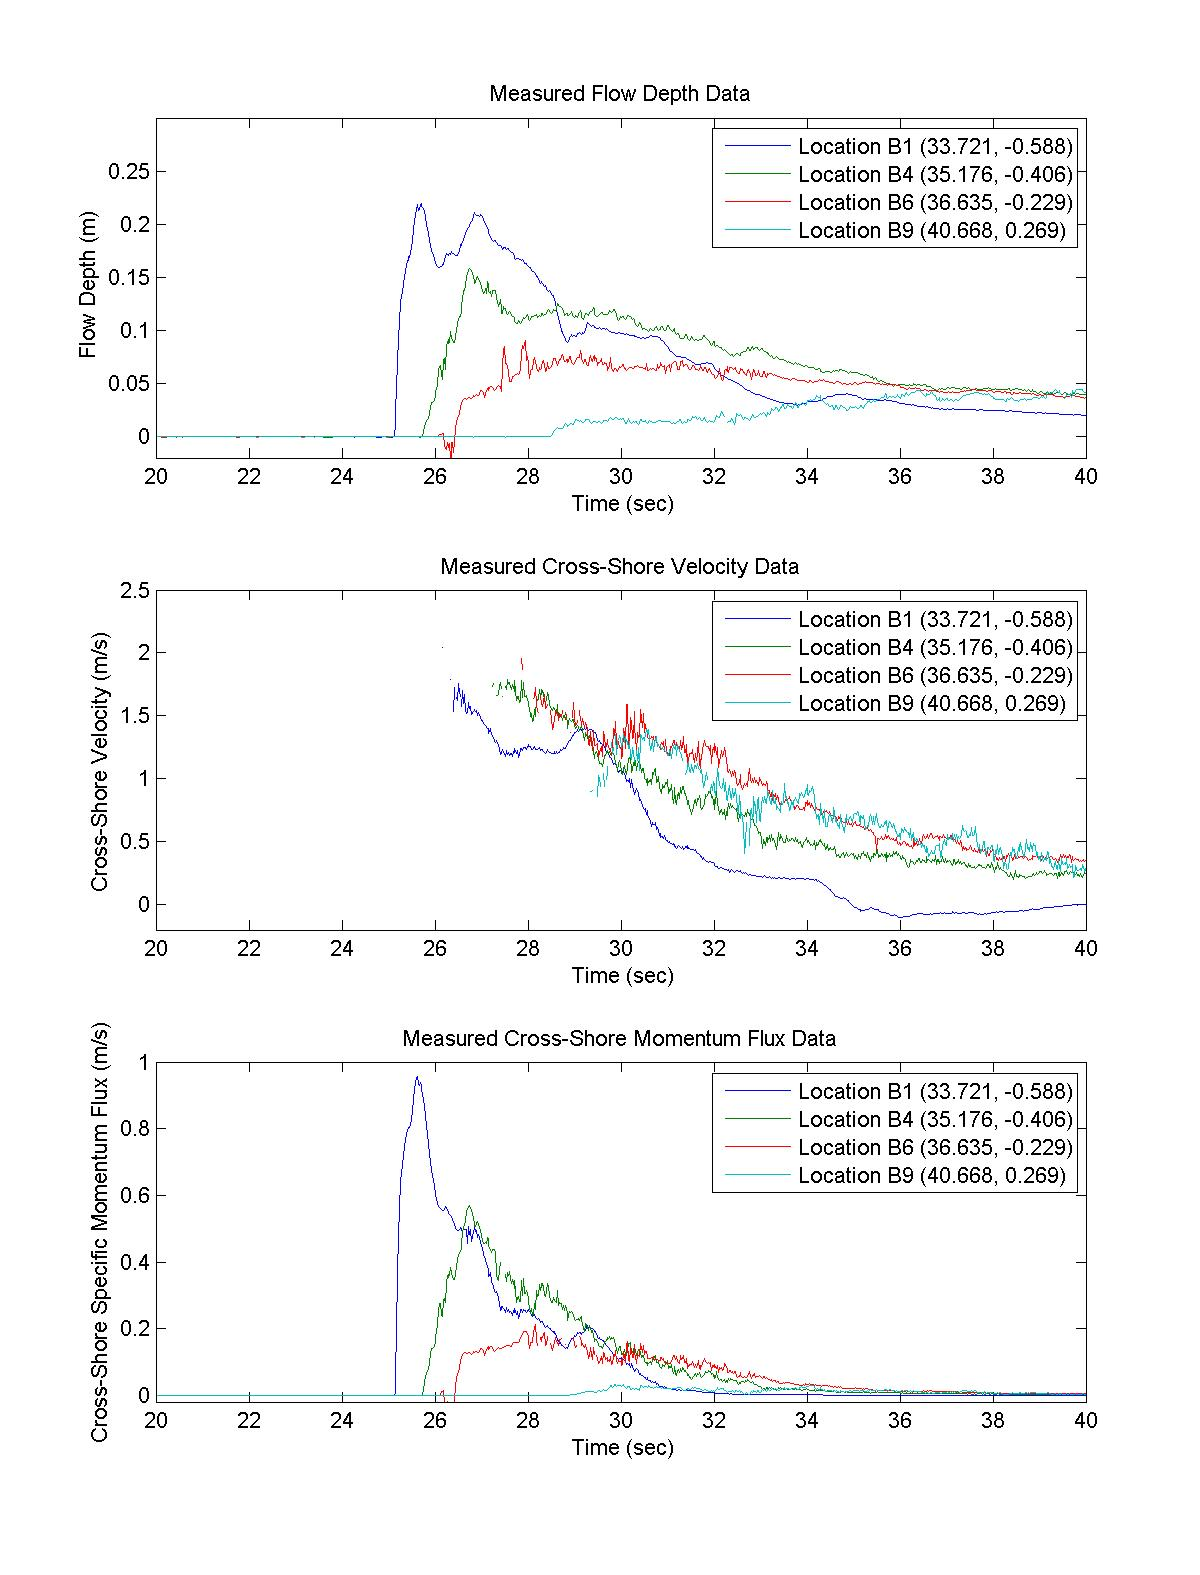 Measured Flow Depth Data
Location B1 (33.721, -0.588)
Location B4 (35.176, -0.406)
Location B6 (36.635, -0.229)
Location B9 (40.668, 0.269)
Flow Depth (m)
0.25
0.2
0.15
0.1
0.05
0
20 22 24 26 28 30 32 34 36 38 40
Time (sec)
Measured Cross-Shore Velocity Data
Location B1 (33.721, -0.588)
Location B4 (35.176, -0.406)
Location B6 (36.635, -0.229)
Location B9 (40.668, 0.269)
Cross-Shore Velocity (m/s)
2.5
2
1.5
1
0.5
0
20 22 24 26 28 30 32 34 36 38 40
Time (sec)
Measured Cross-Shore Momentum Flux Data
Location B1 (33.721, -0.588)
Location B4 (35.176, -0.406)
Location B6 (36.635, -0.229)
Location B9 (40.668, 0.269)
Cross-Shore Specific Momentum Flux (m/s)
1
0.8
0.6
0.4
0.2
0
20 22 24 26 28 30 32 34 36 38 40
Time (sec)